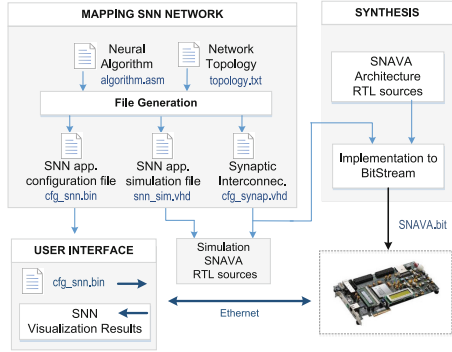 MAPPING SNN NETWORK
Neural
Algorithm
algorithm.asm
Network
Topology
topology.txt
File Generation
SNN app.
configuration file
cfg_snn.bin
SNN app.
simulation file
snn_sim.vhd
Synaptic
Interconnec.
cfg_synap.vhd
SYNTHESIS
SNAVA
Architecture
RTL sources
Implementation to
BitStream
SNAVA.bit
Simulation
SNAVA
RTL sources
USER INTERFACE
cfg_snn.bin
SNN
Visualization Results
Ethernet